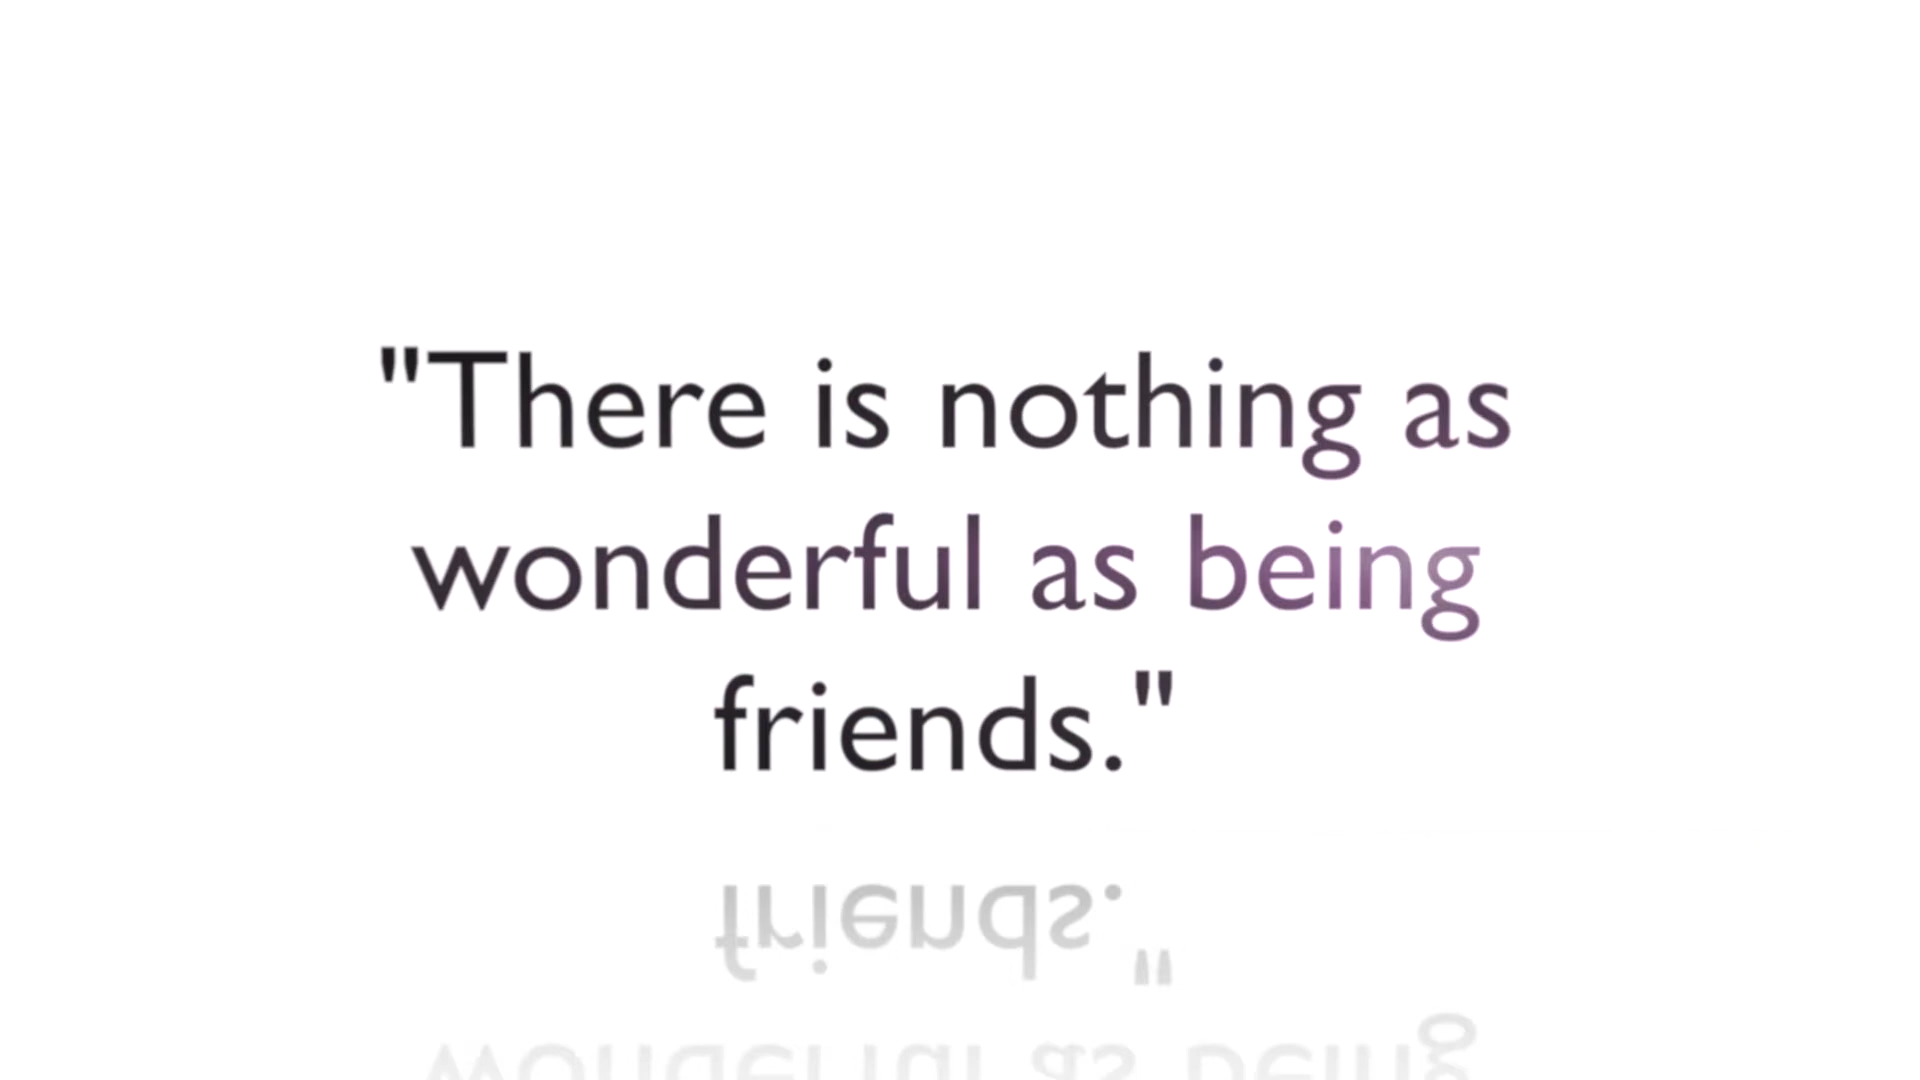 "There is nothing as
wonderful as being
friends."